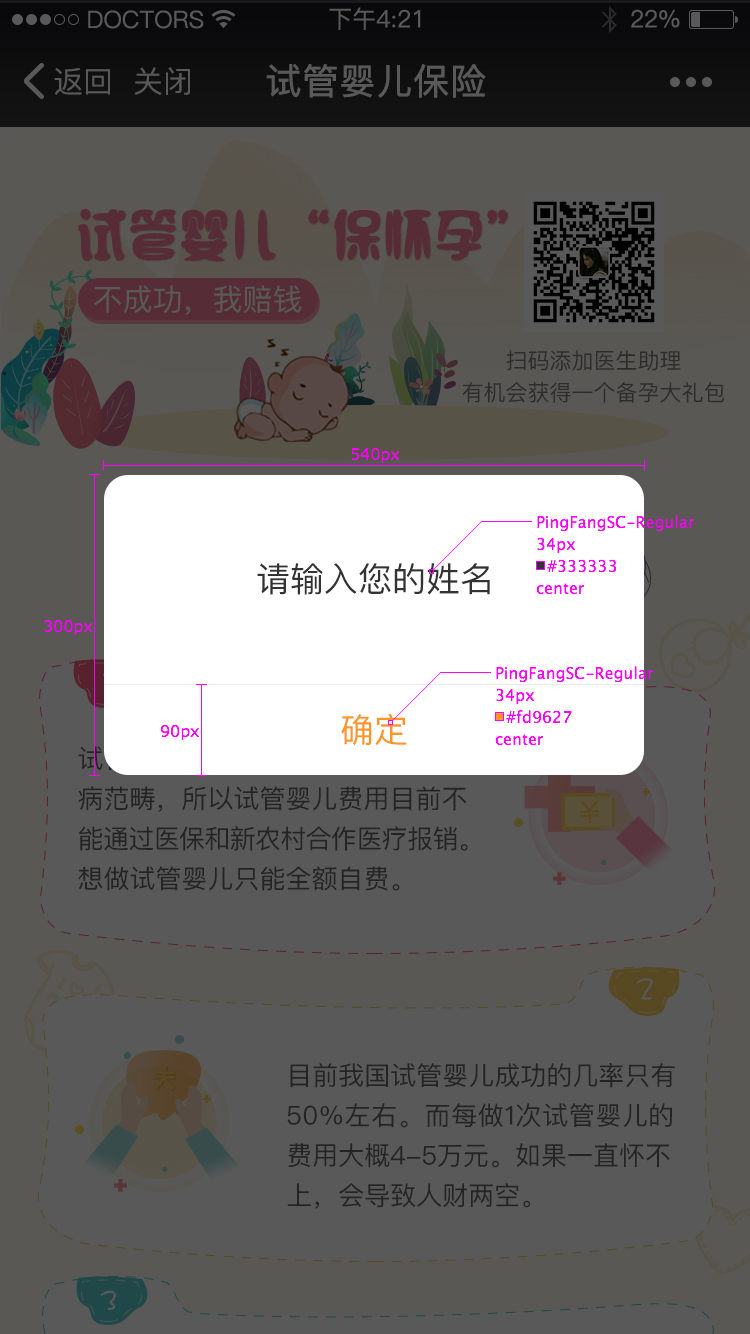 DOCTORS 下午4:21 22%
返回 关闭 试管婴儿保险
试管婴儿“保怀孕”
不成功，我赔钱
扫码添加医生助理
有机会获得一个备孕大礼包
540px
PingFangSC-Regular
34px
#333333
center
请输入您的姓名
300px
PingFangSC-Regular
34px
#fd9627
center
90px
确定
试
病范畴，所以试管婴儿费用目前不
能通过医保和新农村合作医疗报销。
想做试管婴儿只能全额自费。
2
目前我国试管婴儿成功的几率只有
50%左右。而每做1次试管婴儿的
费用大概4-5万元。如果一直怀不
上，会导致人财两空。
3